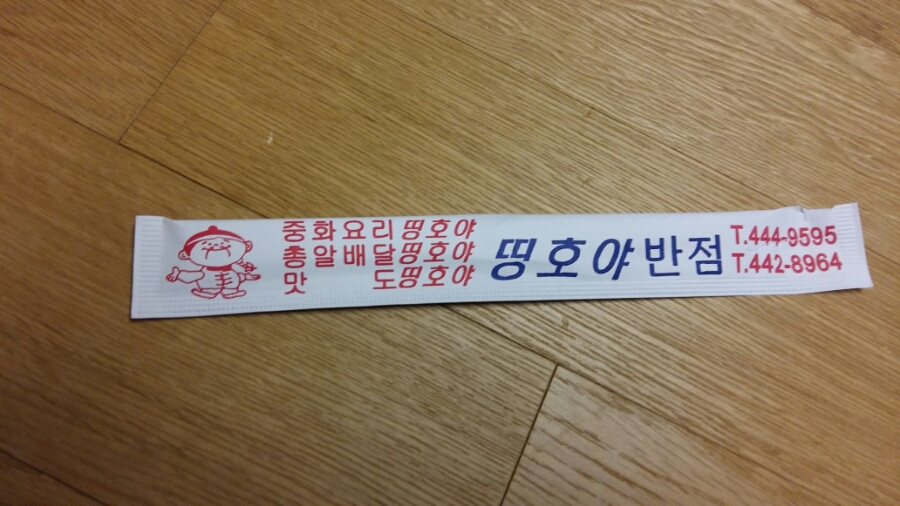 중화요리띵호야
총알배달띵호야
맛 도띵호야
띵호야반점
T.444-9595
T.442-8964